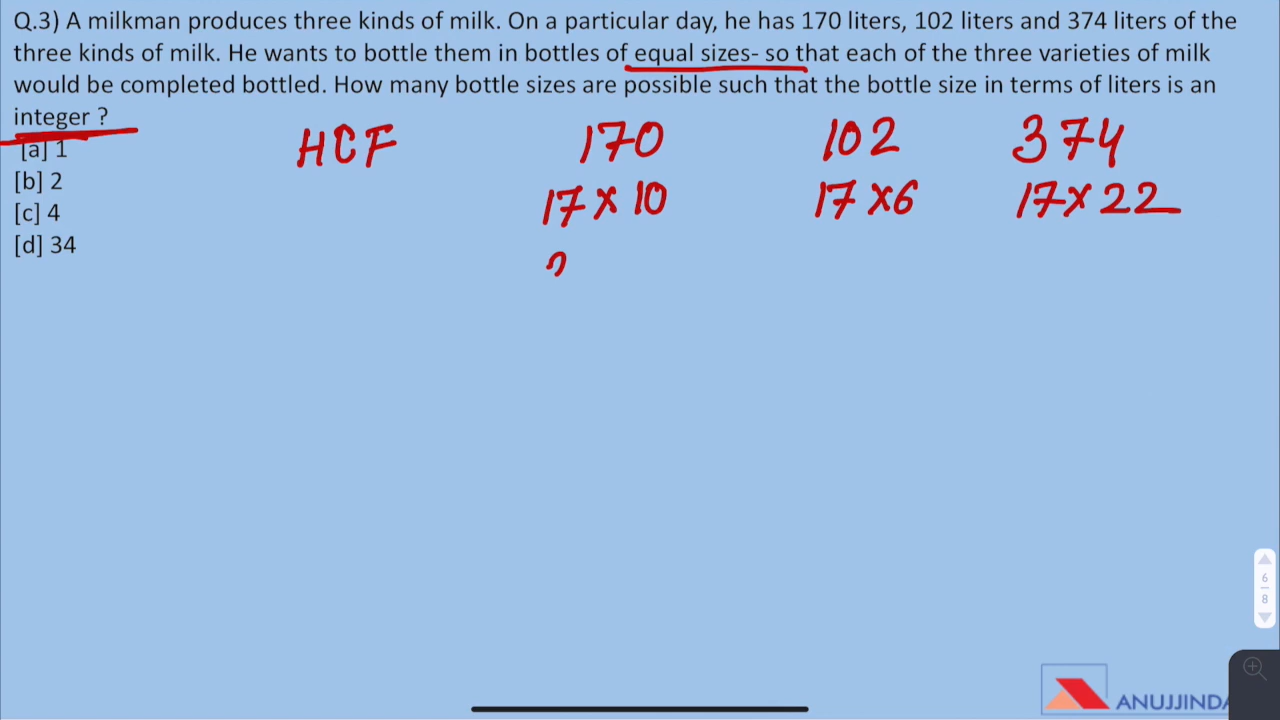 Q.3) A milkman produces three kinds of milk. On a particular day, he has 170 liters, 102 liters and 374 liters of the
three kinds of milk. He wants to bottle them in bottles of equal sizes- so that each of the three varieties of milk
would be completed bottled. How many bottle sizes are possible such that the bottle size in terms of liters is an
integer ?
HCF 170 102 374
[a] 1
[b] 2
17 × 10 17 × 6 17 × 22
[c] 4
[d] 34
2
6
8
ANUJJINDA